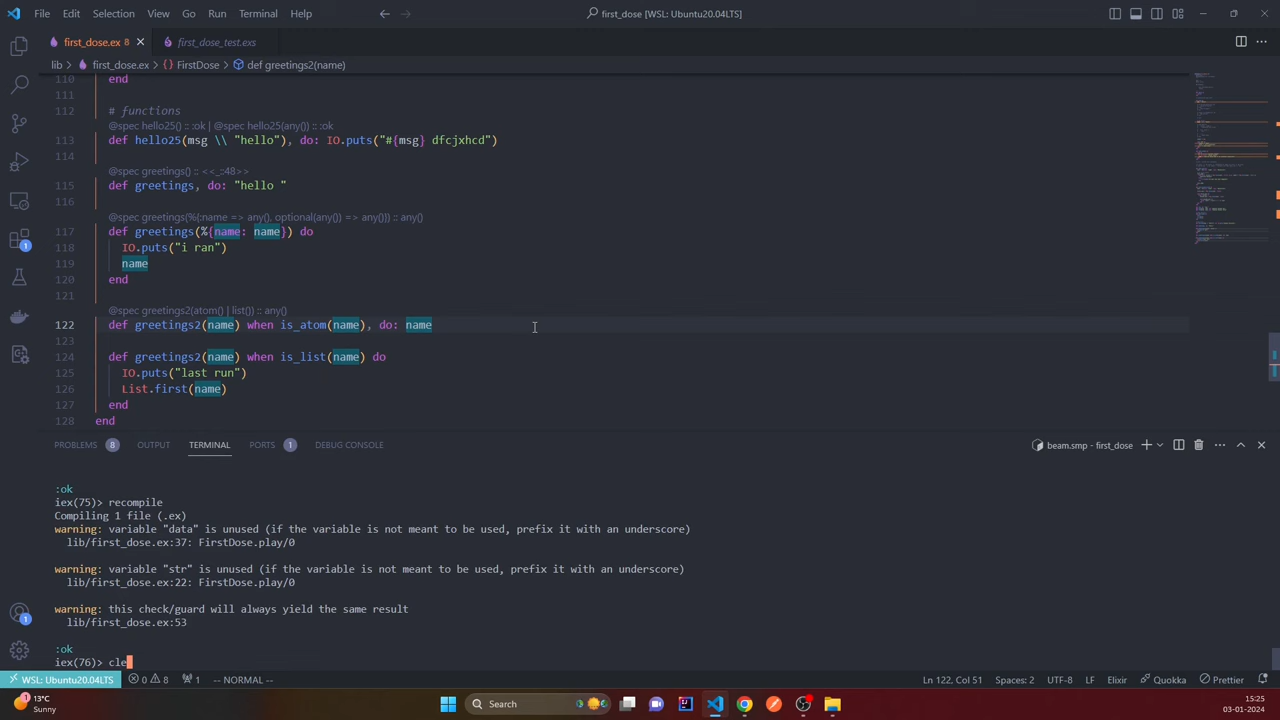 File Edit Selection View Go Run Terminal Help
first_dose [WSL: Ubuntu20.04LTS]
first_dose.ex 8
first_dose_test.exs
lib > first_dose.ex > {} FirstDose > def greetings2(name)
110 end
111
112 # functions
@spec hello25() :: :ok | @spec hello25(any()) :: :ok
113 def hello25(msg \\ "hello"), do: IO.puts("#{msg} dfcjxhcd")
114
@spec greetings() :: <<_::48>>
115 def greetings, do: "hello "
116
@spec greetings(%{:name => any(), optional(any()) => any()}) :: any()
117 def greetings(%{name: name}) do
118 IO.puts("i ran")
119 name
120 end
121
@spec greetings2(atom() | list()) :: any()
122 def greetings2(name) when is_atom(name), do: name
123
124 def greetings2(name) when is_list(name) do
125 IO.puts("last run")
126 List.first(name)
127 end
128 end
PROBLEMS 8 OUTPUT TERMINAL PORTS 1 DEBUG CONSOLE
beam.smp - first_dose
:ok
iex(75)> recompile
Compiling 1 file (.ex)
warning: variable "data" is unused (if the variable is not meant to be used, prefix it with an underscore)
lib/first_dose.ex:37: FirstDose.play/0
warning: variable "str" is unused (if the variable is not meant to be used, prefix it with an underscore)
lib/first_dose.ex:22: FirstDose.play/0
warning: this check/guard will always yield the same result
lib/first_dose.ex:53
:ok
iex(76)> cle
1
1
WSL: Ubuntu20.04LTS 0 8 1 -- NORMAL -- Ln 122, Col 51 Spaces: 2 UTF-8 LF Elixir Quokka Prettier
13°C
Sunny
Search
15:25
03-01-2024